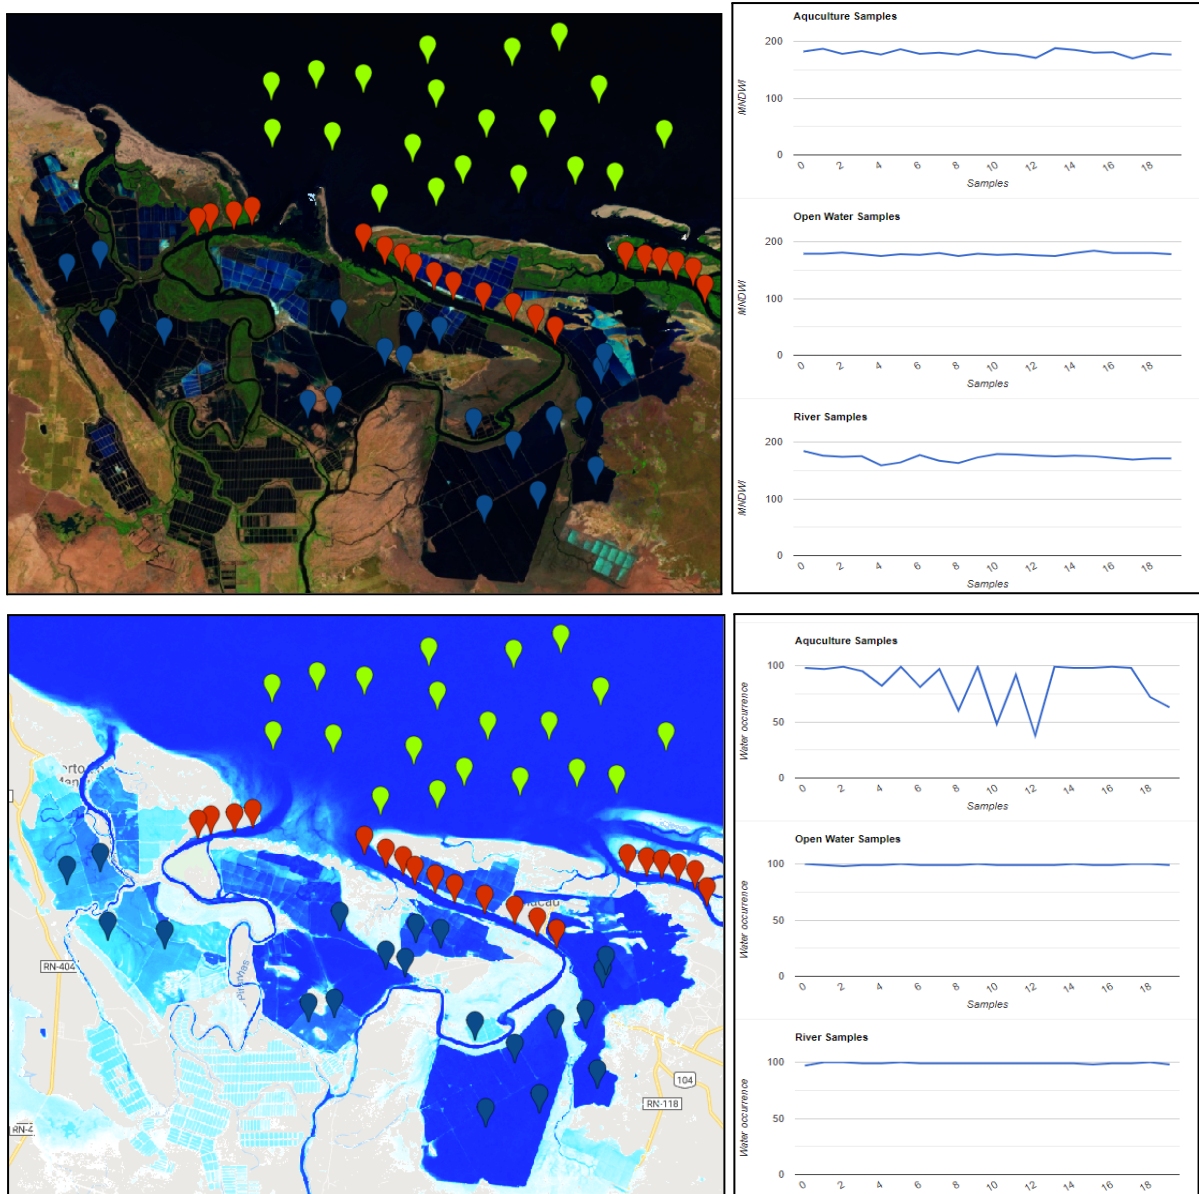 Aquculture Samples
200
100
0
MNDWI
0 2 4 6 8 10 12 14 16 18
Samples
Open Water Samples
200
100
0
MNDWI
0 2 4 6 8 10 12 14 16 18
Samples
River Samples
200
100
0
MNDWI
0 2 4 6 8 10 12 14 16 18
Samples
RN-404
104
RN-118
Aquculture Samples
100
50
0
Water occurrence
0 2 4 6 8 10 12 14 16 18
Samples
Open Water Samples
100
50
0
Water occurrence
0 2 4 6 8 10 12 14 16 18
Samples
River Samples
100
50
0
Water occurrence
0 2 4 6 8 10 12 14 16 18